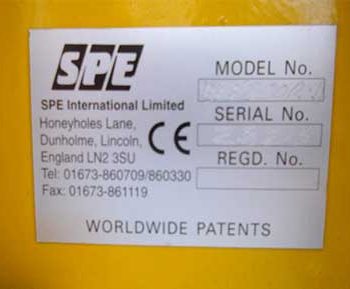 SPE
SPE International Limited
Honeyholes Lane,
Dunholme, Lincoln,
England LN2 3SU
Tel: 01673-860709/860330
Fax: 01673-861119
CE
MODEL No.
SERIAL No.
REGD. No.
WORLDWIDE PATENTS